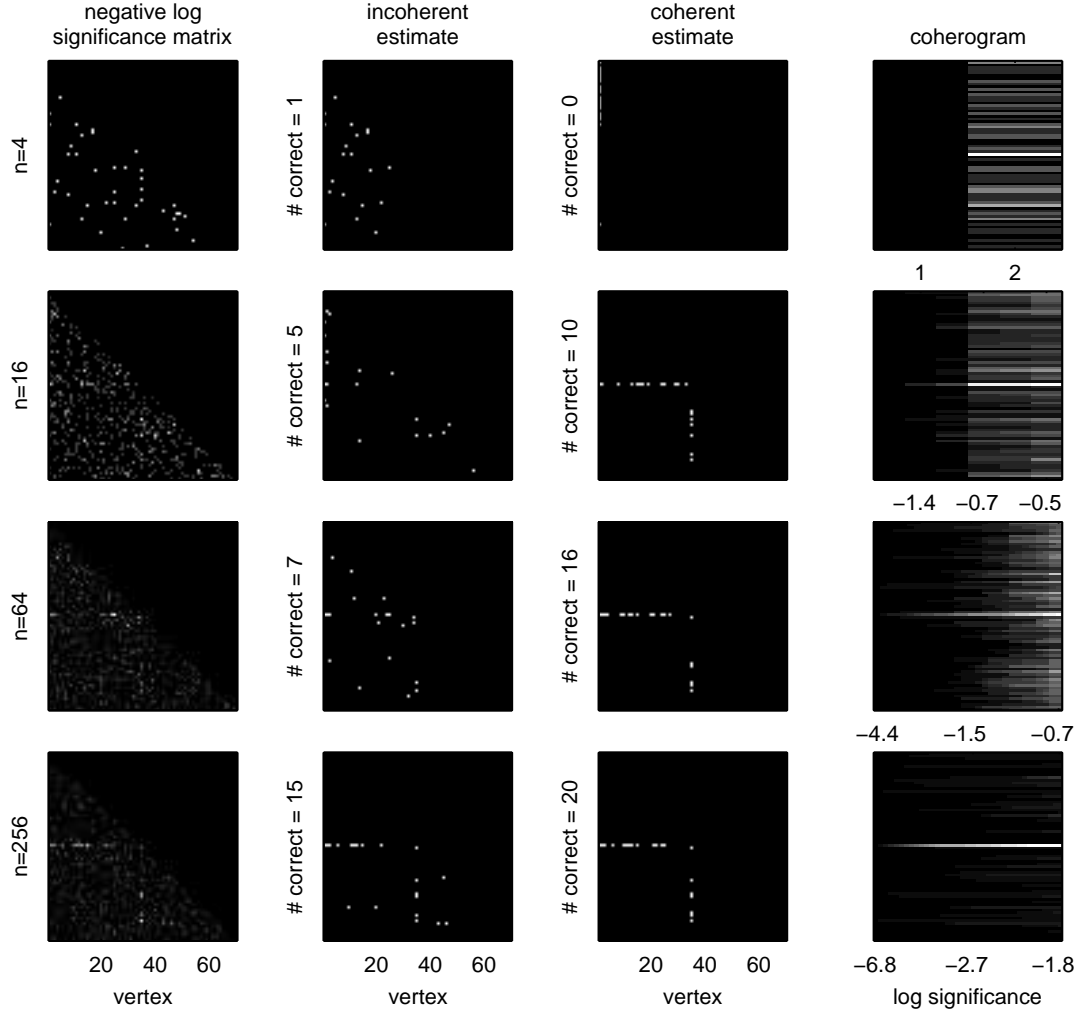 negative log
significance matrix
incoherent
estimate
coherent
estimate
coherogram
n=4
# correct = 1
# correct = 0
1 2
n=16
# correct = 5
# correct = 10
−1.4 −0.7 −0.5
n=64
# correct = 7
# correct = 16
−4.4 −1.5 −0.7
n=256
# correct = 15
# correct = 20
20 40 60
vertex
20 40 60
vertex
20 40 60
vertex
−6.8 −2.7 −1.8
log significance